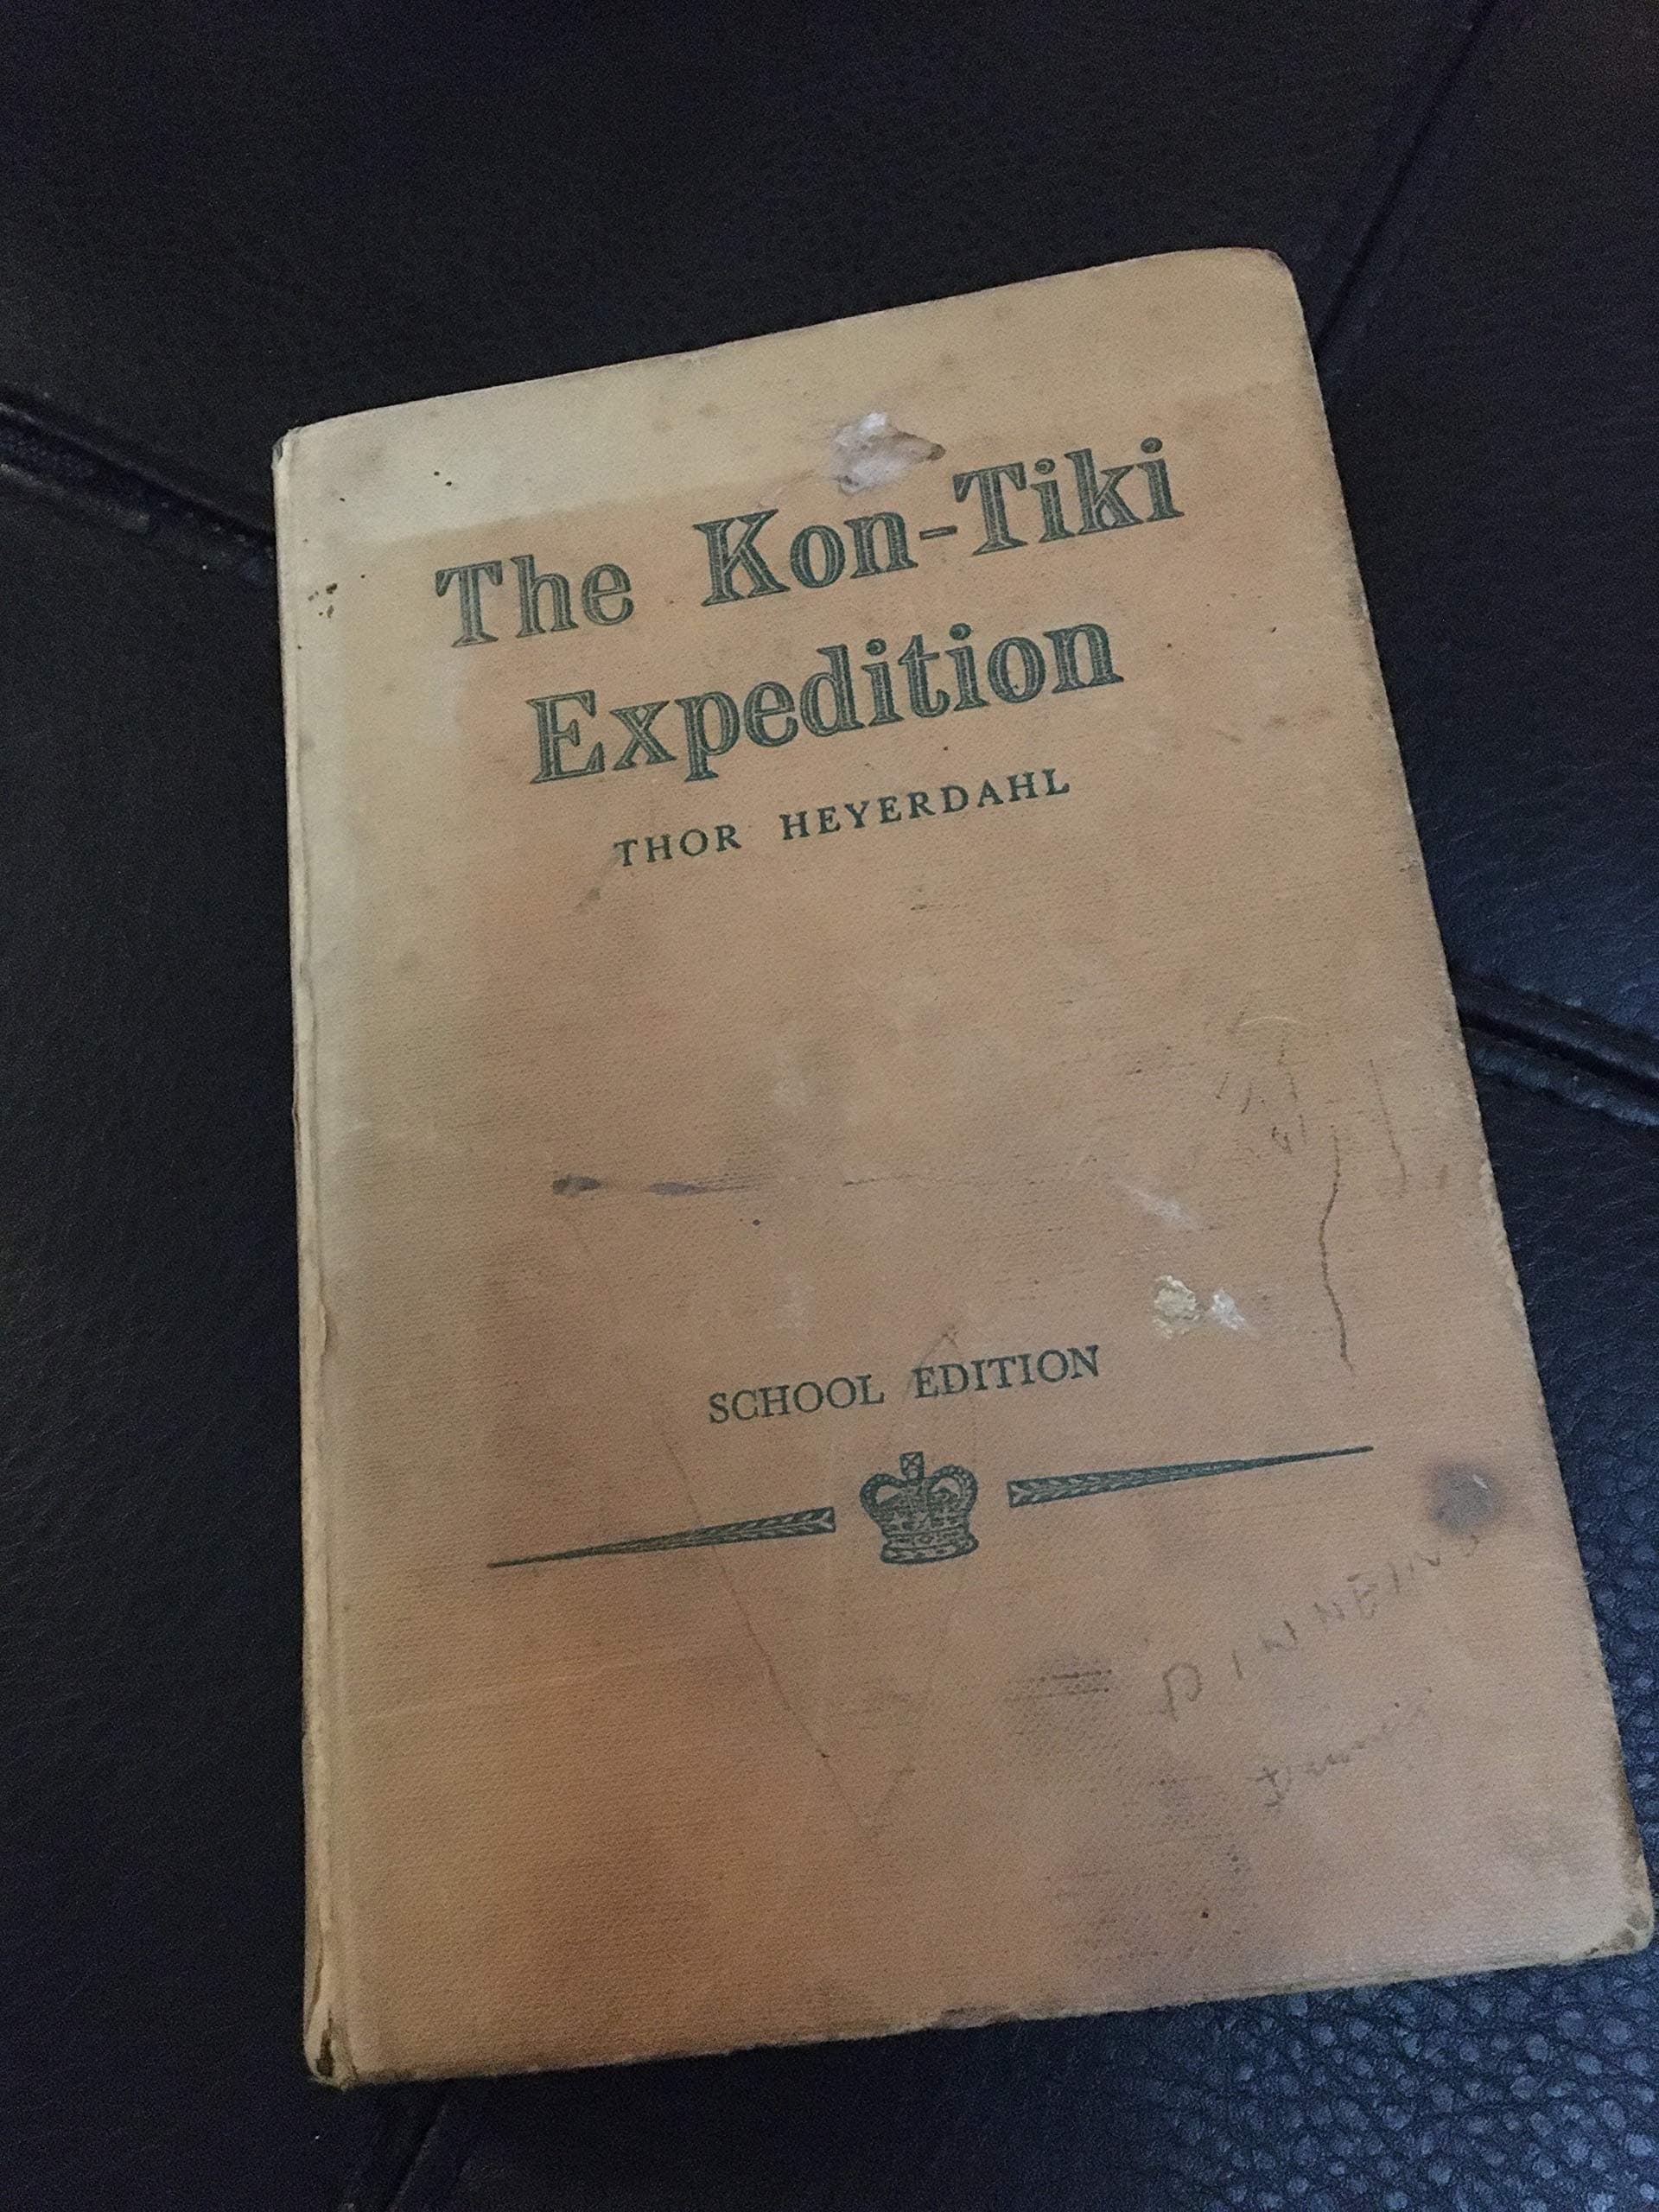 The Kon-Tiki
Expedition
THOR HEYERDAHL
SCHOOL EDITION